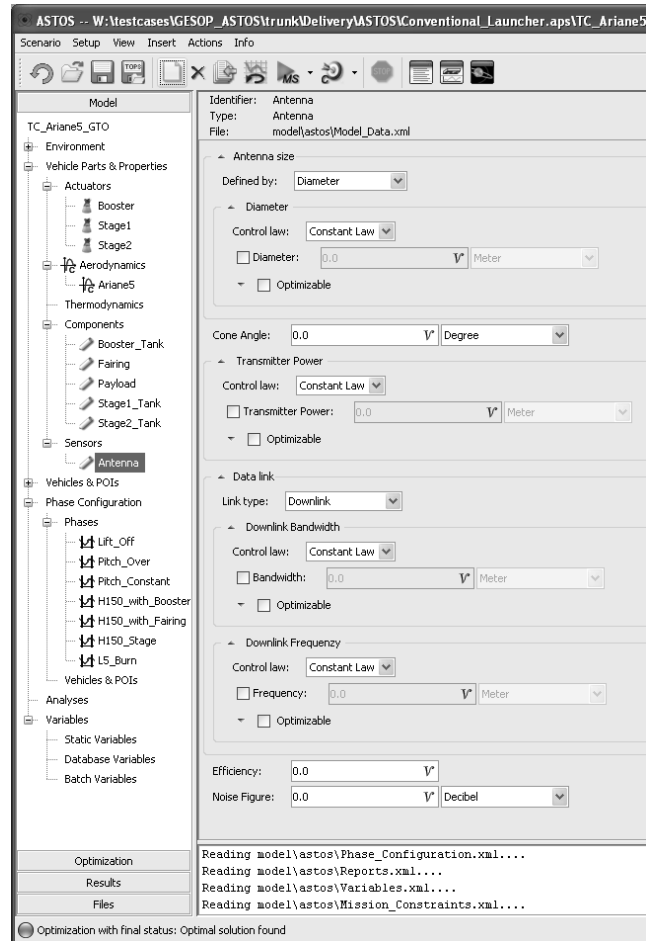 ASTOS -- W:\testcases\GESOP_ASTOS\trunk\Delivery\ASTOS\Conventional_Launcher.aps\TC_Ariane5
Scenario Setup View Insert Actions Info
TOPS
MS
Model
TC_Ariane5_GTO
Environment
Vehicle Parts & Properties
Actuators
Booster
Stage1
Stage2
Aerodynamics
Ariane5
Thermodynamics
Components
Booster_Tank
Fairing
Payload
Stage1_Tank
Stage2_Tank
Sensors
Antenna
Vehicles & POIs
Phase Configuration
Phases
Lift_Off
Pitch_Over
Pitch_Constant
H150_with_Booster
H150_with_Fairing
H150_Stage
L5_Burn
Vehicles & POIs
Analyses
Variables
Static Variables
Database Variables
Batch Variables
Optimization
Results
Files
Identifier: Antenna
Type: Antenna
File: model\astos\Model_Data.xml
Antenna size
Defined by: Diameter
Diameter
Control law: Constant Law
Diameter: 0.0 V Meter
Optimizable
Cone Angle: 0.0 V Degree
Transmitter Power
Control law: Constant Law
Transmitter Power: 0.0 V Meter
Optimizable
Data link
Link type: Downlink
Downlink Bandwidth
Control law: Constant Law
Bandwidth: 0.0 V Meter
Optimizable
Downlink Frequenzy
Control law: Constant Law
Frequency: 0.0 V Meter
Optimizable
Efficiency: 0.0 V
Noise Figure: 0.0 V Decibel
Reading model\astos\Phase_Configuration.xml....
Reading model\astos\Reports.xml....
Reading model\astos\Variables.xml....
Reading model\astos\Mission_Constraints.xml....
Optimization with final status: Optimal solution found